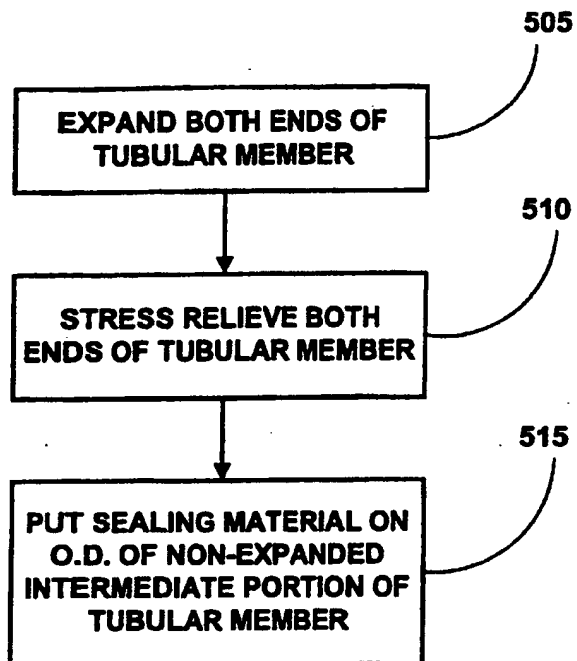 505
EXPAND BOTH ENDS OF
TUBULAR MEMBER
510
STRESS RELIEVE BOTH
ENDS OF TUBULAR MEMBER
515
PUT SEALING MATERIAL ON
O.D. OF NON-EXPANDED
INTERMEDIATE PORTION OF
TUBULAR MEMBER